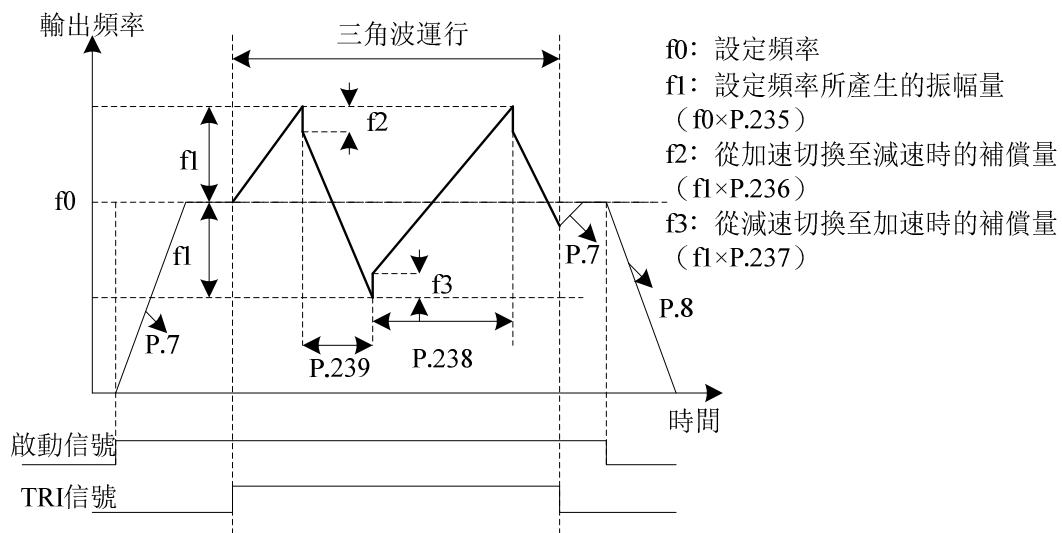 輸出頻率
三角波運行
f0：設定頻率
f1：設定頻率所產生的振幅量
（f0×P.235）
f2：從加速切換至減速時的補償量
（f1×P.236）
f3：從減速切換至加速時的補償量
（f1×P.237）
f2
f1
f0
f1
f3
P.7
P.7
P.8
P.239
P.238
時間
啟動信號
TRI信號